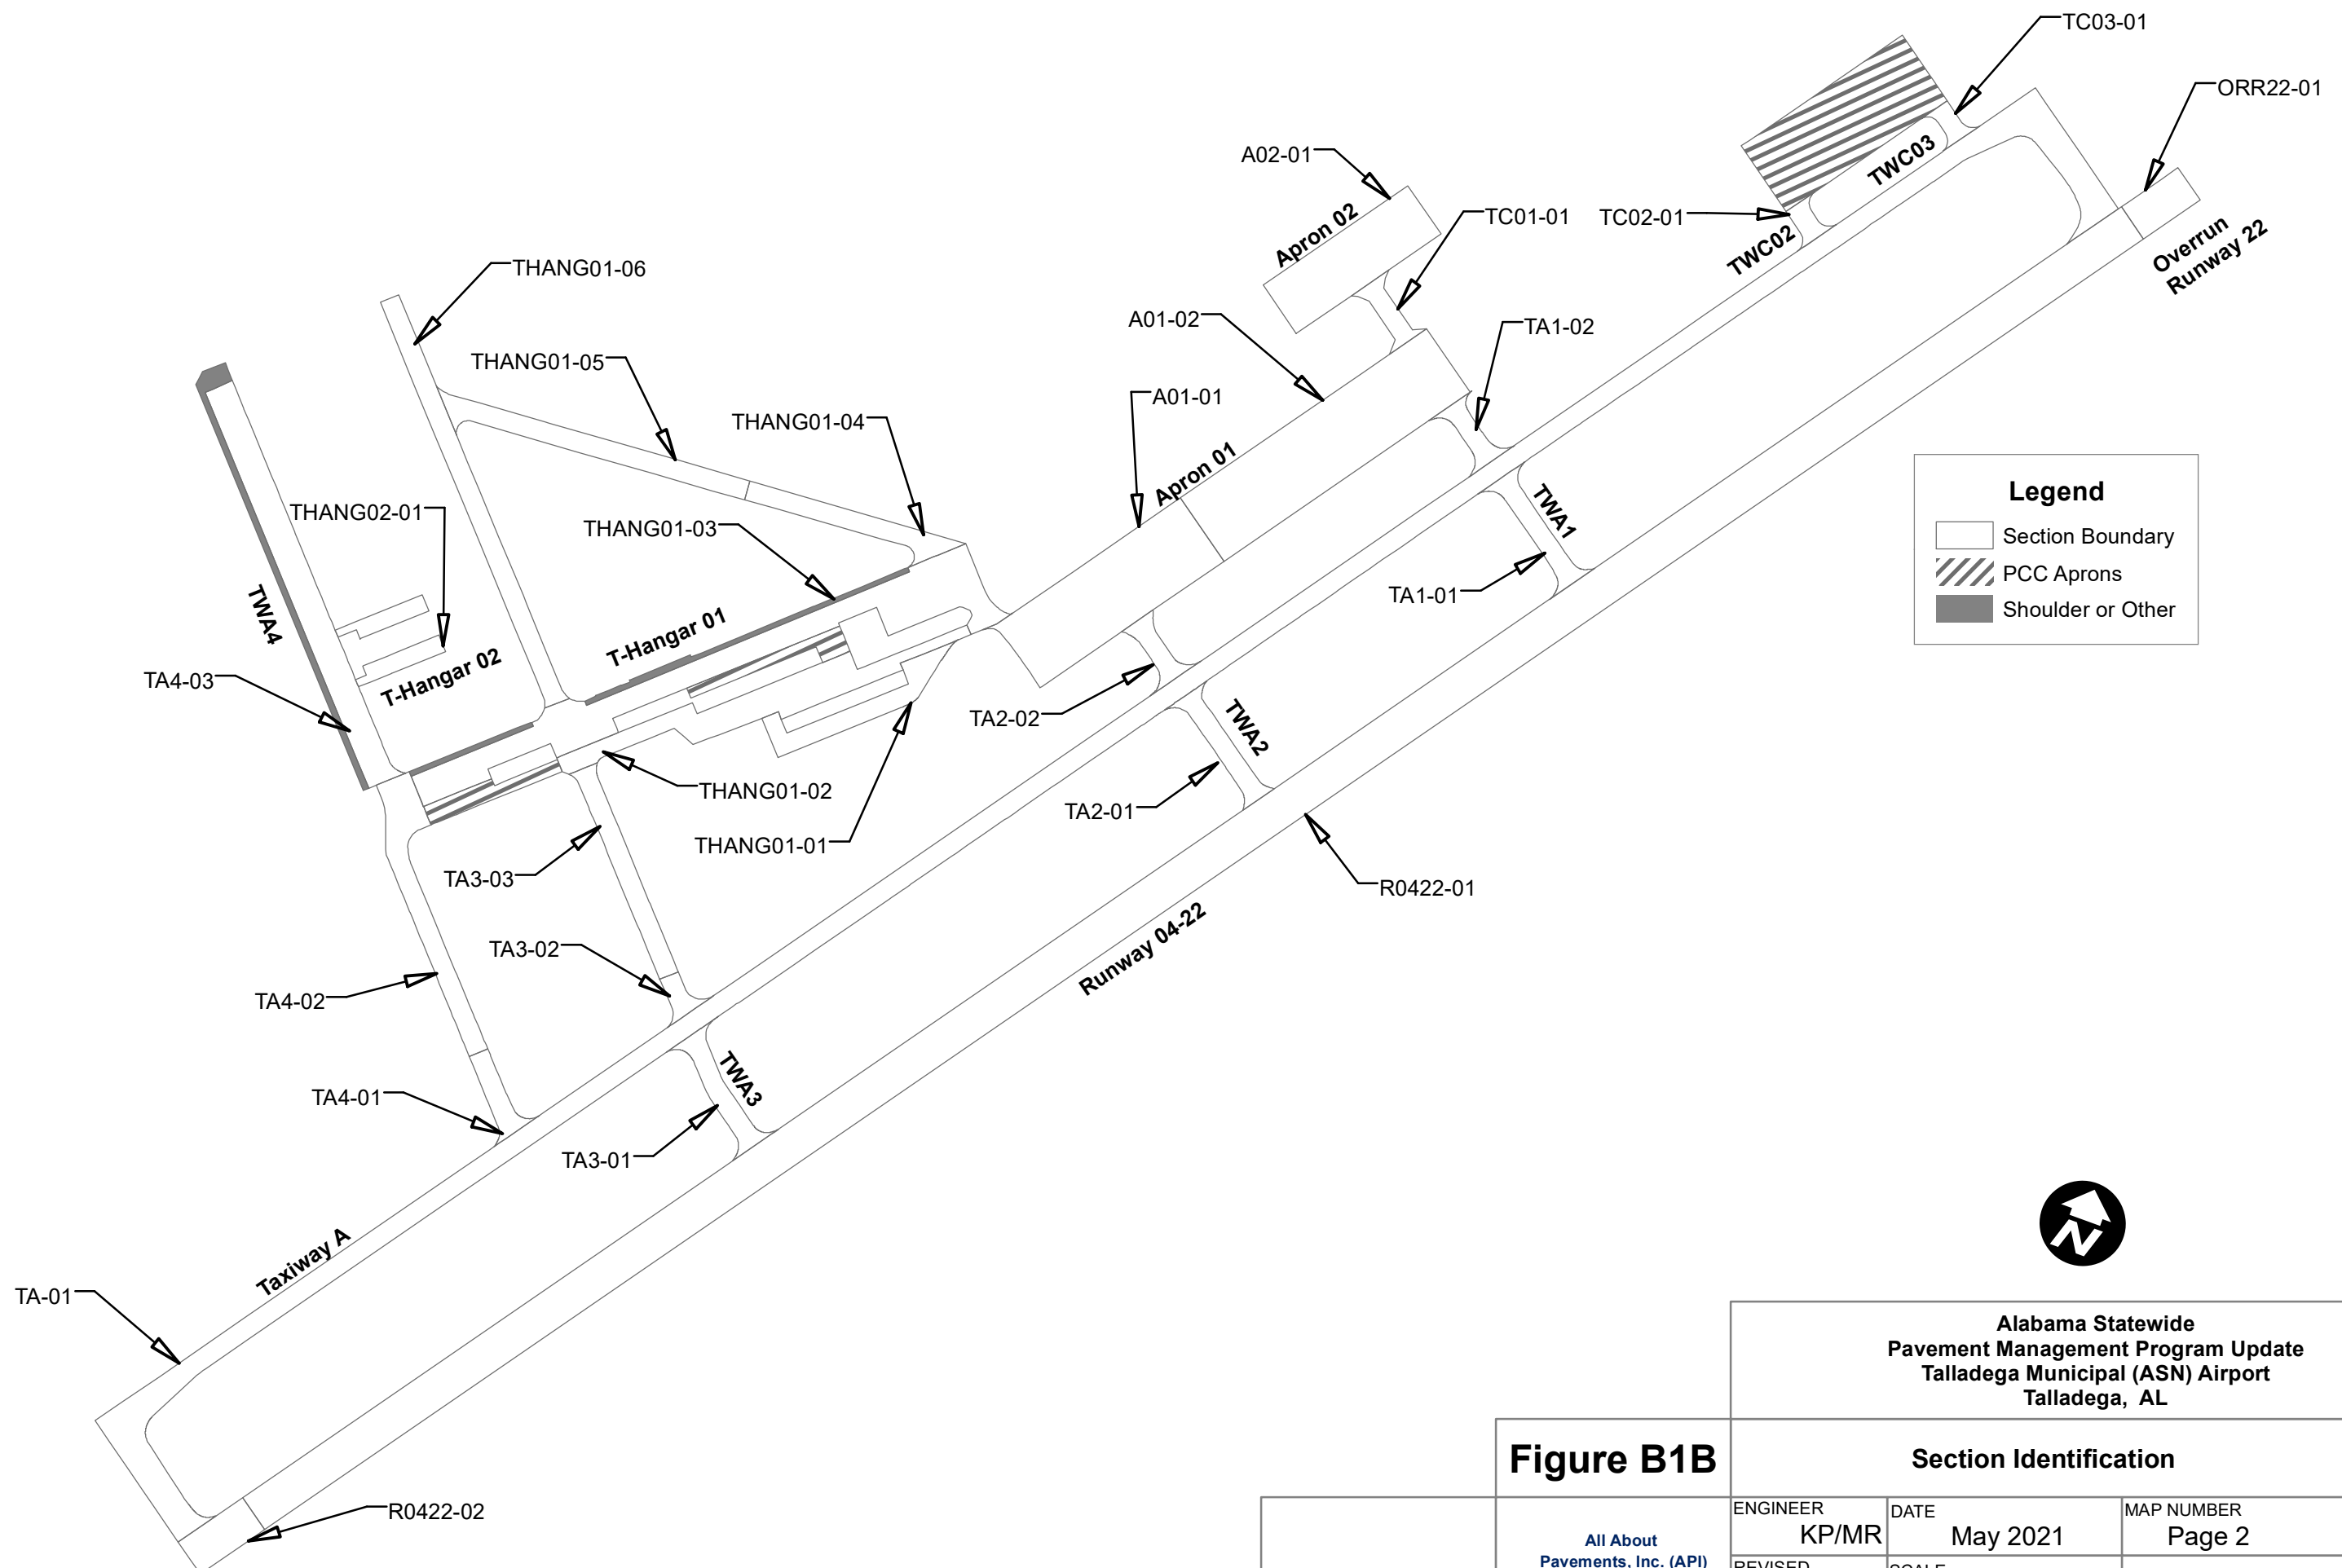 TC03-01
ORR22-01
A02-01
TWC03
TC01-01
TC02-01
Apron 02
TWC02
Overrun
Runway 22
THANG01-06
A01-02
TA1-02
THANG01-05
A01-01
THANG01-04
Apron 01
THANG02-01
THANG01-03
TWA1
Legend
Section Boundary
PCC Aprons
Shoulder or Other
TWA4
TA1-01
T-Hangar 01
T-Hangar 02
TA4-03
TA2-02
TWA2
THANG01-02
TA2-01
THANG01-01
TA3-03
R0422-01
TA3-02
Runway 04-22
TA4-02
TWA3
TA4-01
TA3-01
N
Taxiway A
TA-01
R0422-02
Alabama Statewide
Pavement Management Program Update
Talladega Municipal (ASN) Airport
Talladega, AL
Figure B1B
Section Identification
ENGINEER
KP/MR
DATE
May 2021
MAP NUMBER
Page 2
All About
Pavements, Inc. (API)
REVISED
SCALE